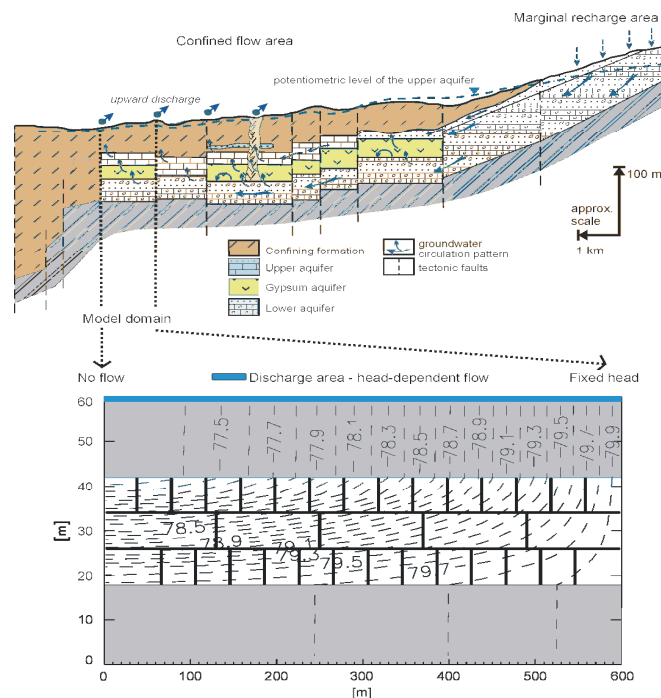 Marginal recharge area
Confined flow area
potentiometric level of the upper aquifer
upward discharge
100 m
approx.
scale
1 km
Confining formation
Upper aquifer
Gypsum aquifer
Lower aquifer
groundwater
circulation pattern
tectonic faults
Model domain
No flow
Discharge area - head-dependent flow
Fixed head
60
50
40
30
20
10
0
[m]
77.5
77.7
77.9
78.1
78.3
78.5
78.7
78.9
79.1
79.3
79.5
79.7
79.9
78.5
78.9
79.1
79.3
79.5
79.7
0
100
200
300
400
500
600
[m]